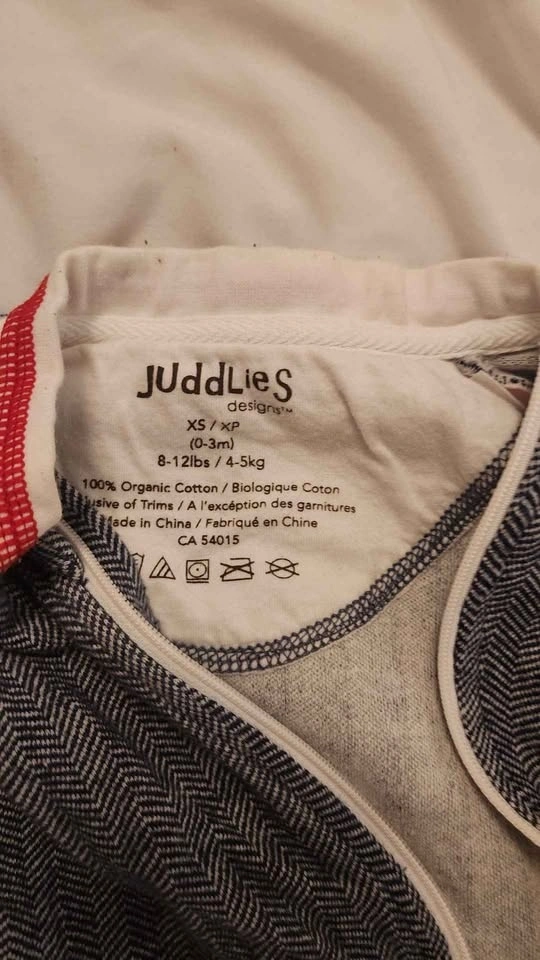 JUddLieS
designs™
XS / XP
(0-3m)
8-12lbs / 4-5kg
100% Organic Cotton / Biologique Coton
of Trims / A l'excéption des garnitures
in China / Fabriqué en Chine
CA 54015